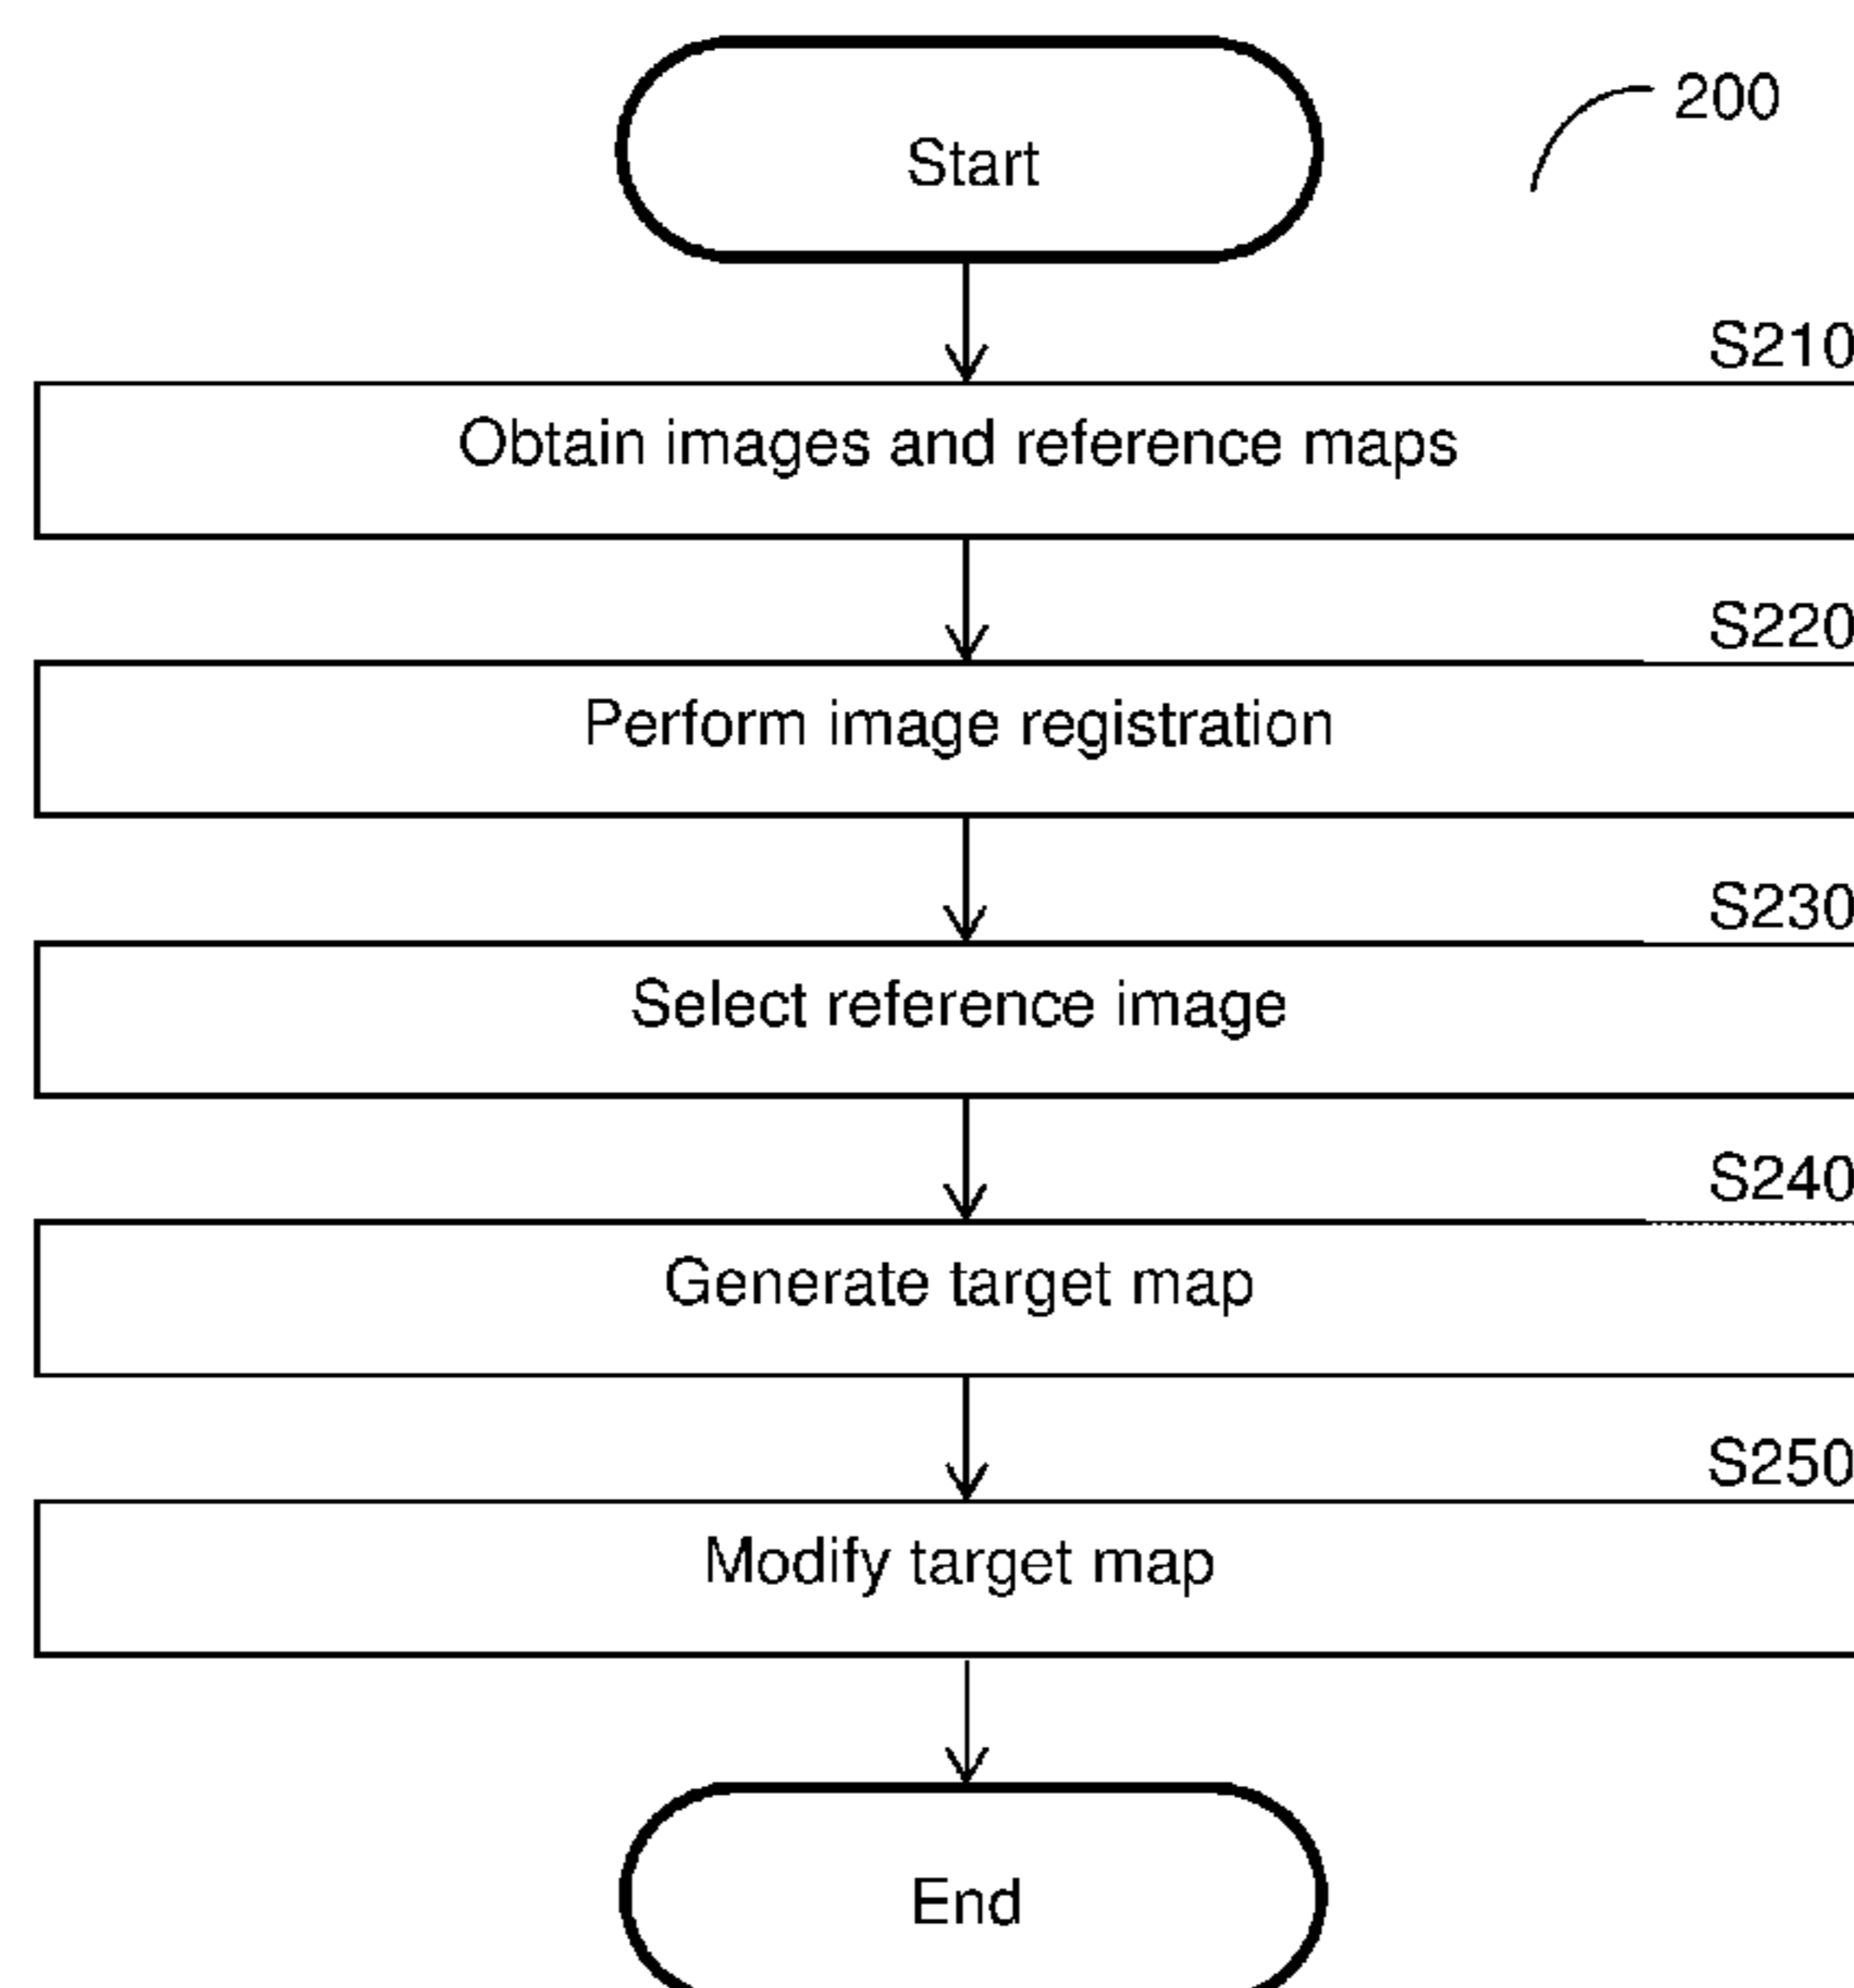 200
Start
S210
Obtain images and reference maps
S220
Perform image registration
S230
Select reference image
S240
Generate target map
S250
Modify target map
End